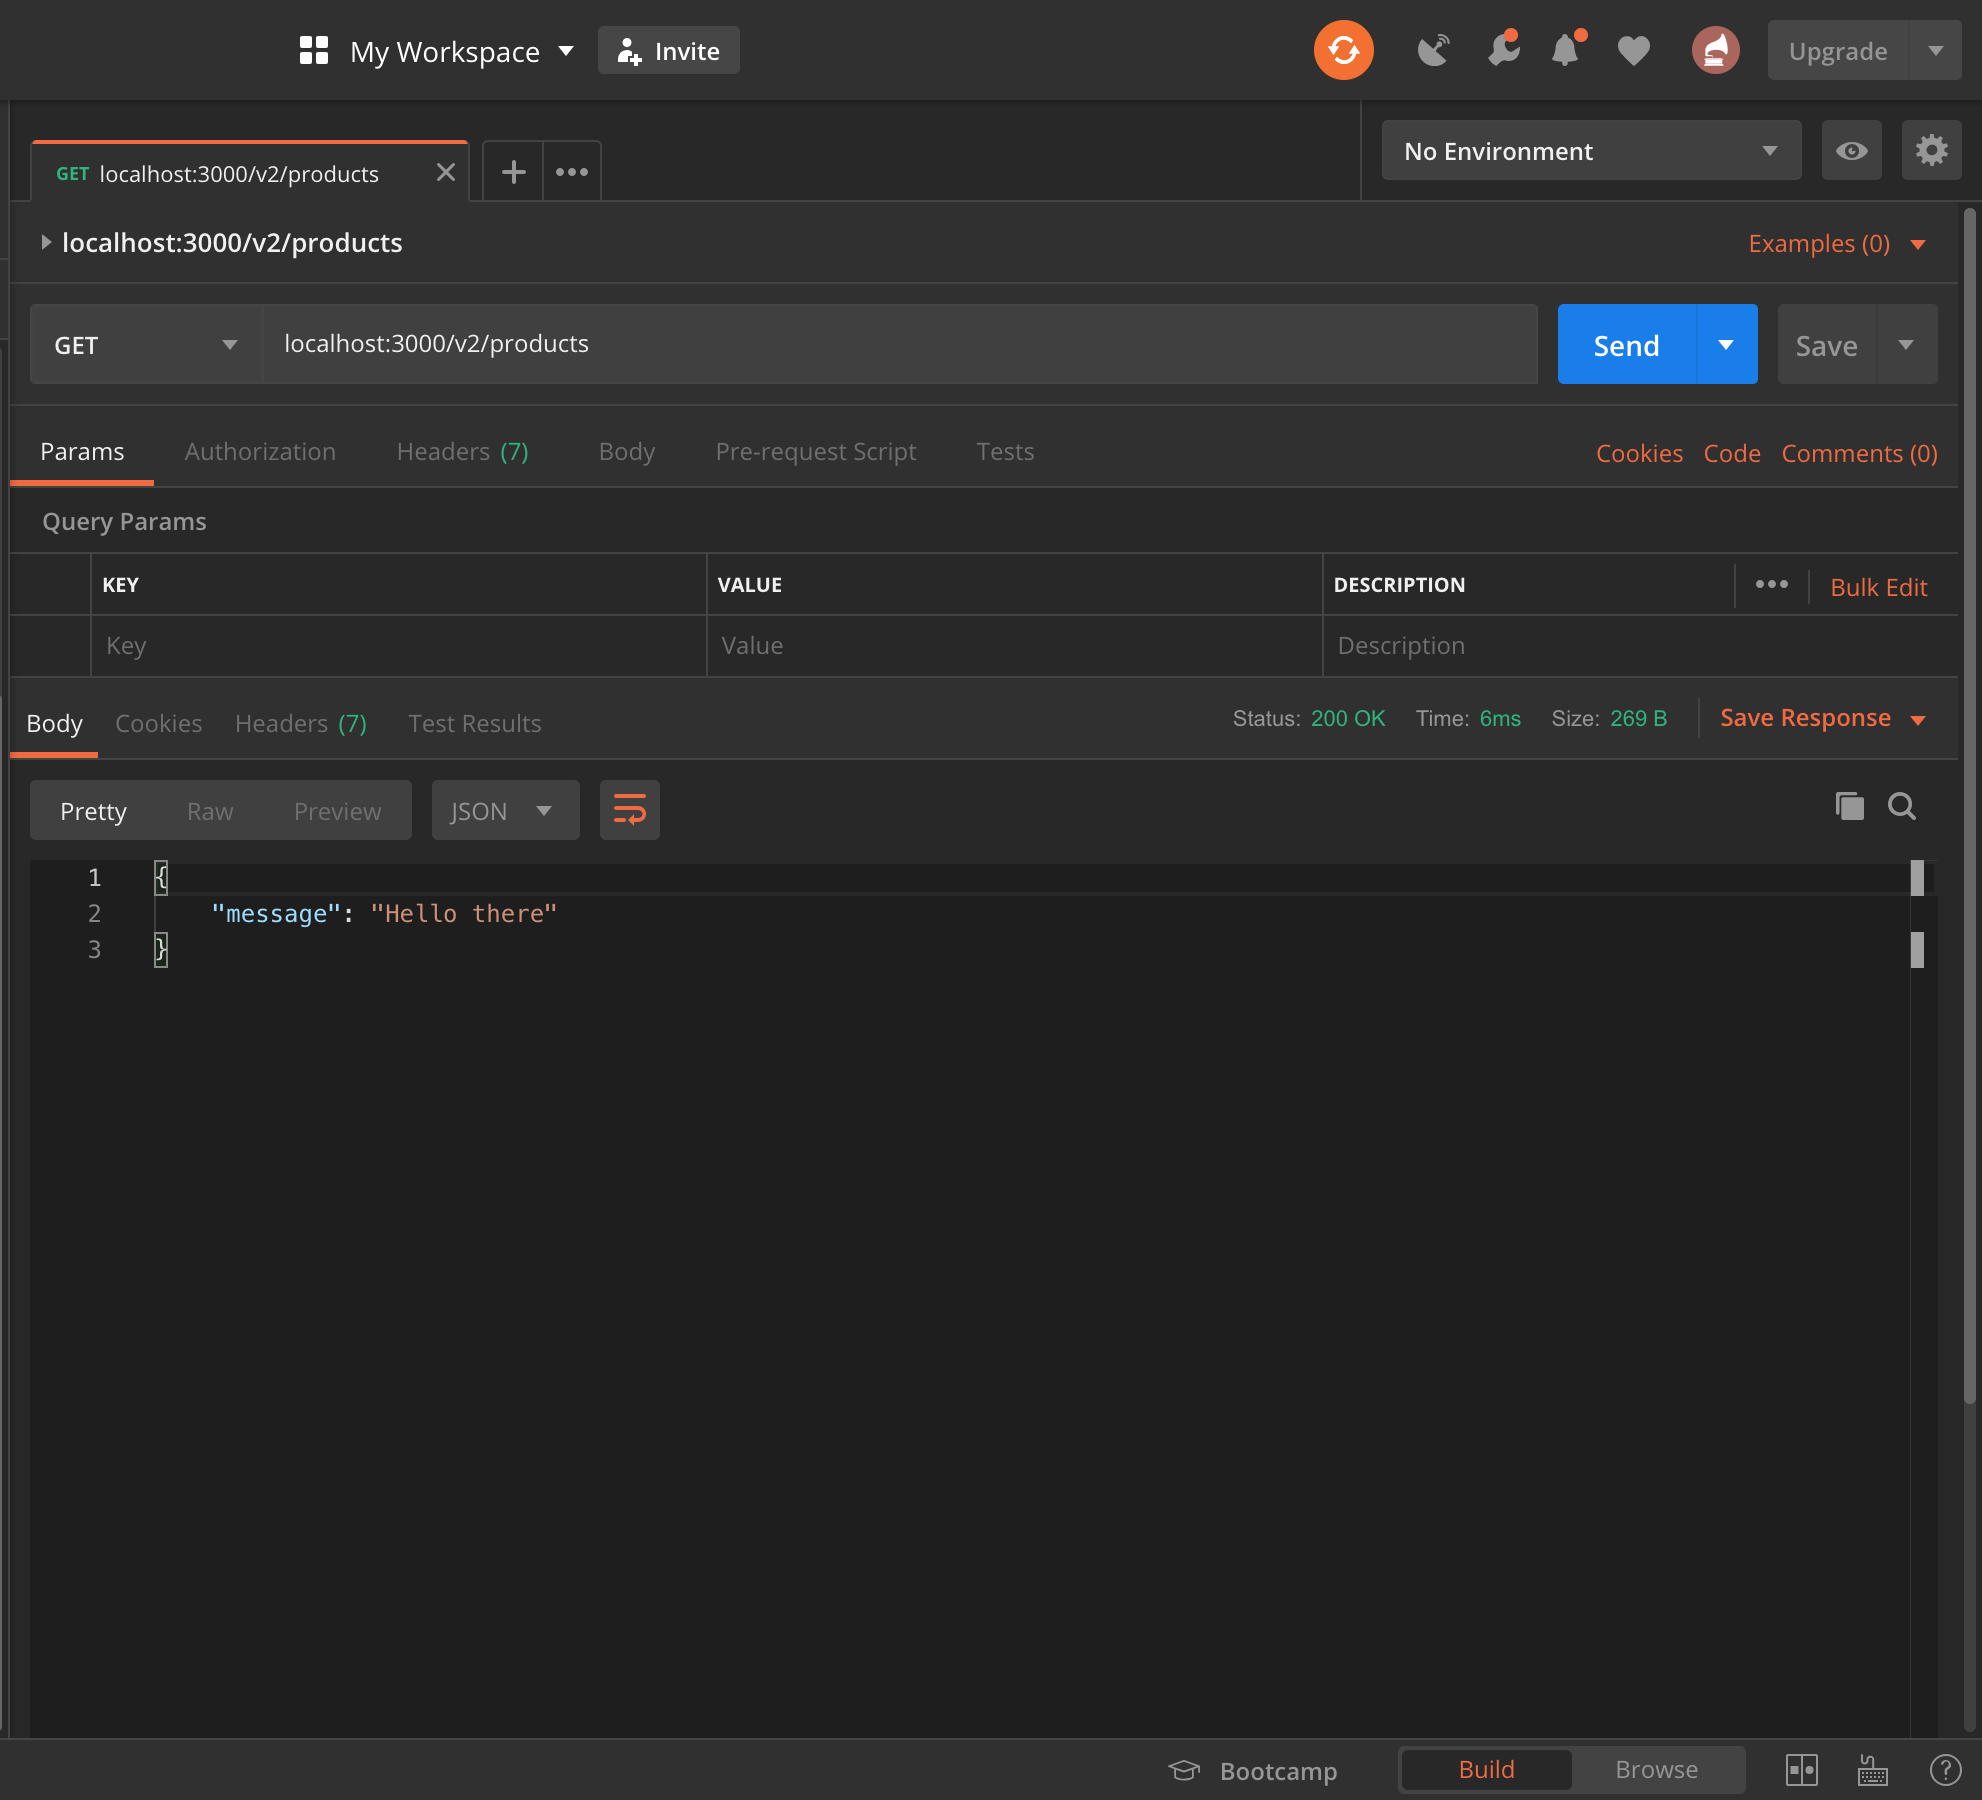 My Workspace Invite Upgrade
GET localhost:3000/v2/products No Environment
localhost:3000/v2/products Examples (0)
GET localhost:3000/v2/products Send Save
Params Authorization Headers (7) Body Pre-request Script Tests Cookies Code Comments (0)
Query Params
KEY VALUE DESCRIPTION Bulk Edit
Key Value Description
Body Cookies Headers (7) Test Results Status: 200 OK Time: 6ms Size: 269 B Save Response
Pretty Raw Preview JSON
1 {
2 "message": "Hello there"
3 }
Bootcamp Build Browse ?